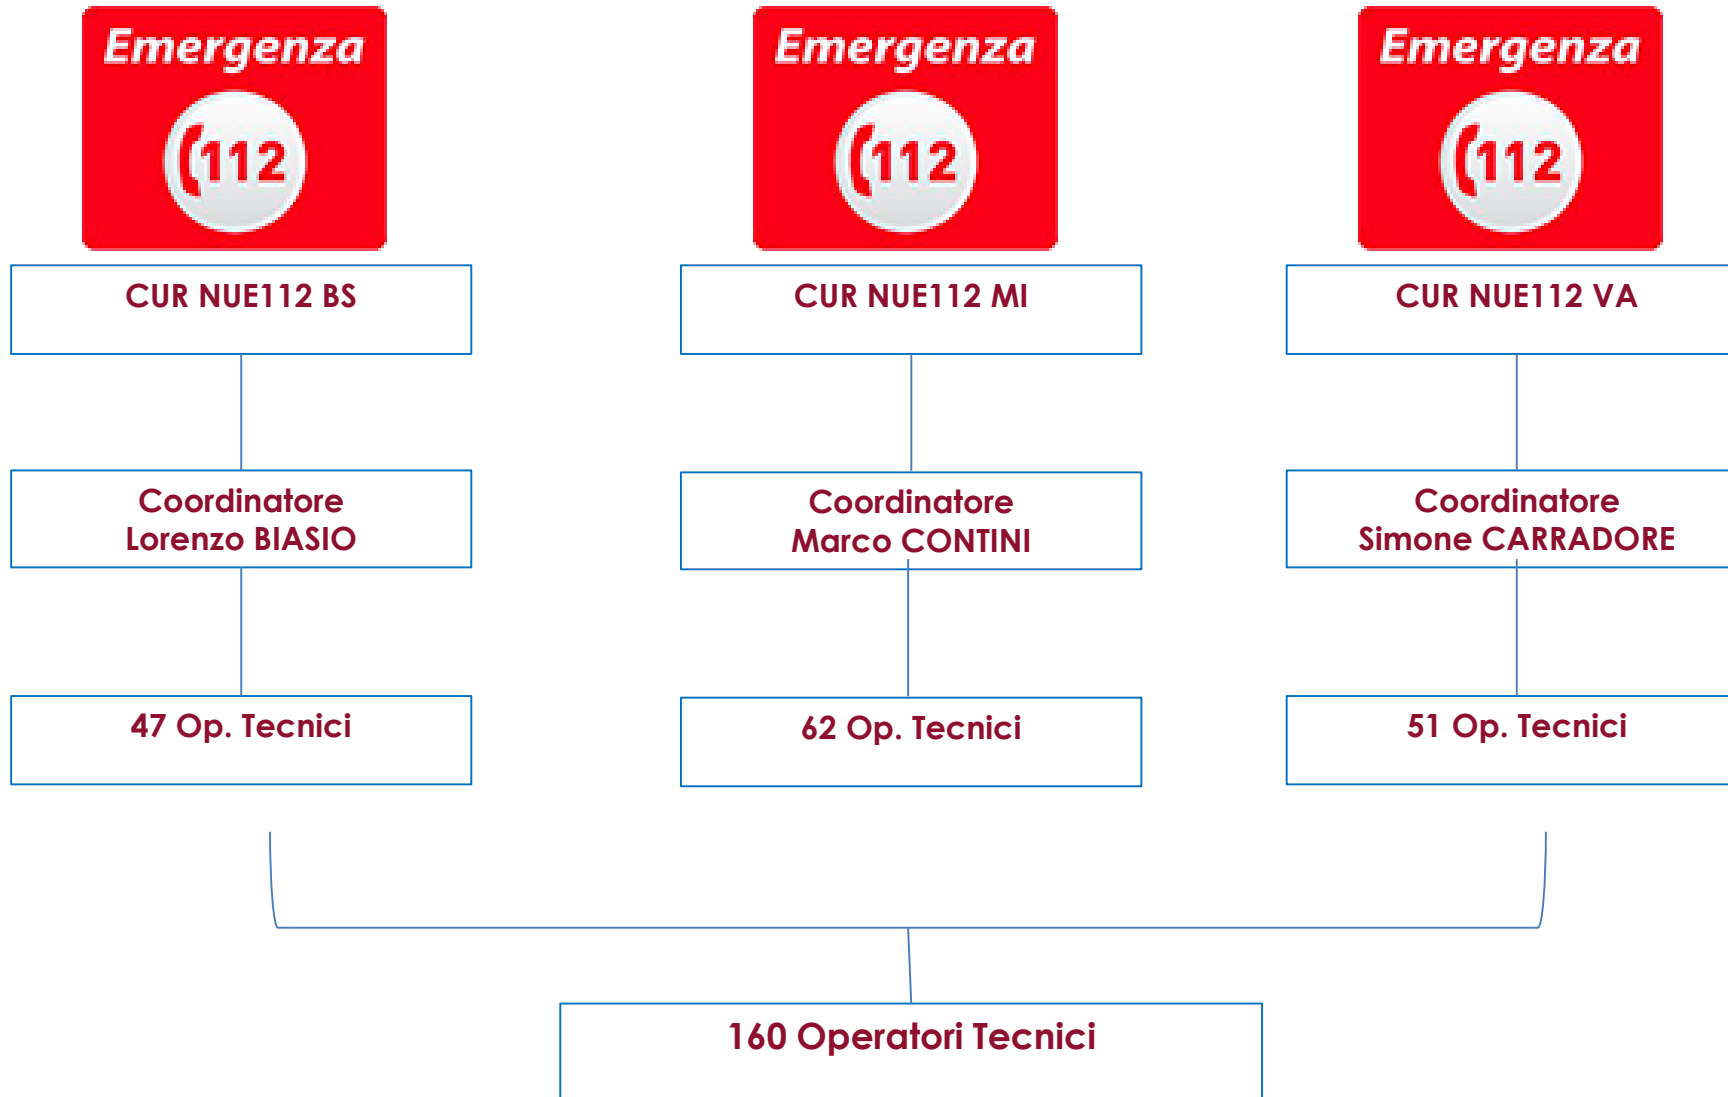 Emergenza
112
Emergenza
112
Emergenza
112
CUR NUE112 BS
CUR NUE112 MI
CUR NUE112 VA
Coordinatore
Lorenzo BIASIO
Coordinatore
Marco CONTINI
Coordinatore
Simone CARRADORE
47 Op. Tecnici
62 Op. Tecnici
51 Op. Tecnici
160 Operatori Tecnici